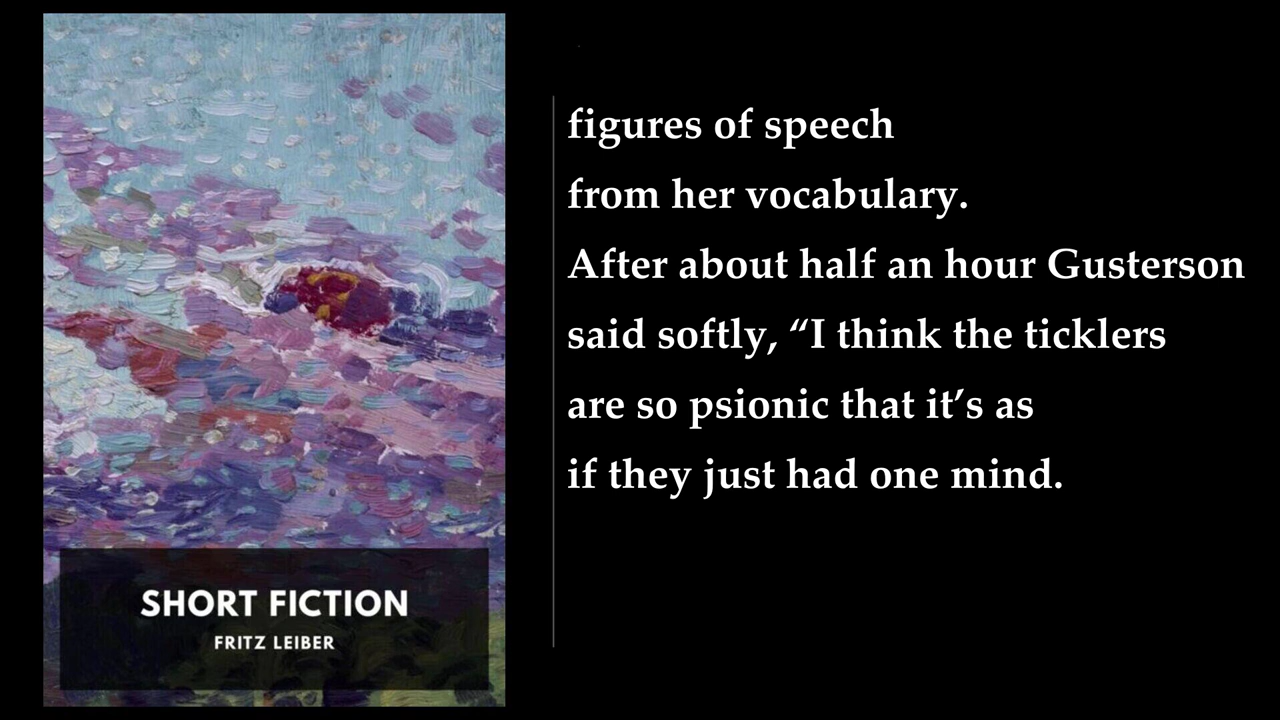 figures of speech
from her vocabulary.
After about half an hour Gusterson
said softly, “I think the ticklers
are so psionic that it’s as
if they just had one mind.
SHORT FICTION
FRITZ LEIBER